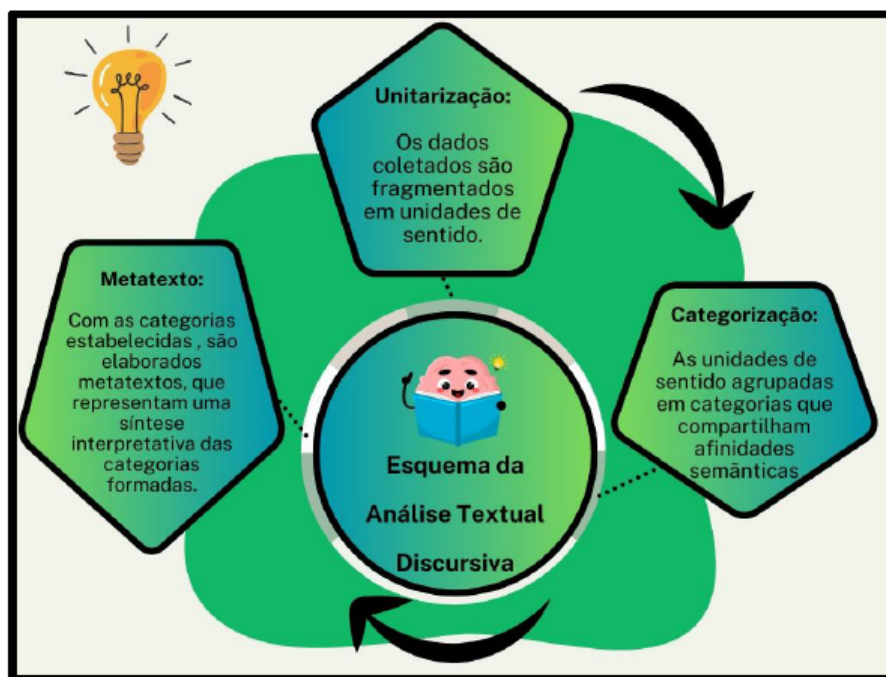 Unitarização:
Os dados
coletados são
fragmentados
em unidades de
sentido.
Categorização:
As unidades de
sentido agrupadas
em categorias que
compartilham
afinidades
semânticas
Metatexto:
Com as categorias
estabelecidas , são
elaborados
metatextos, que
representam uma
síntese
interpretativa das
categorias
formadas.
Esquema da
Análise Textual
Discursiva